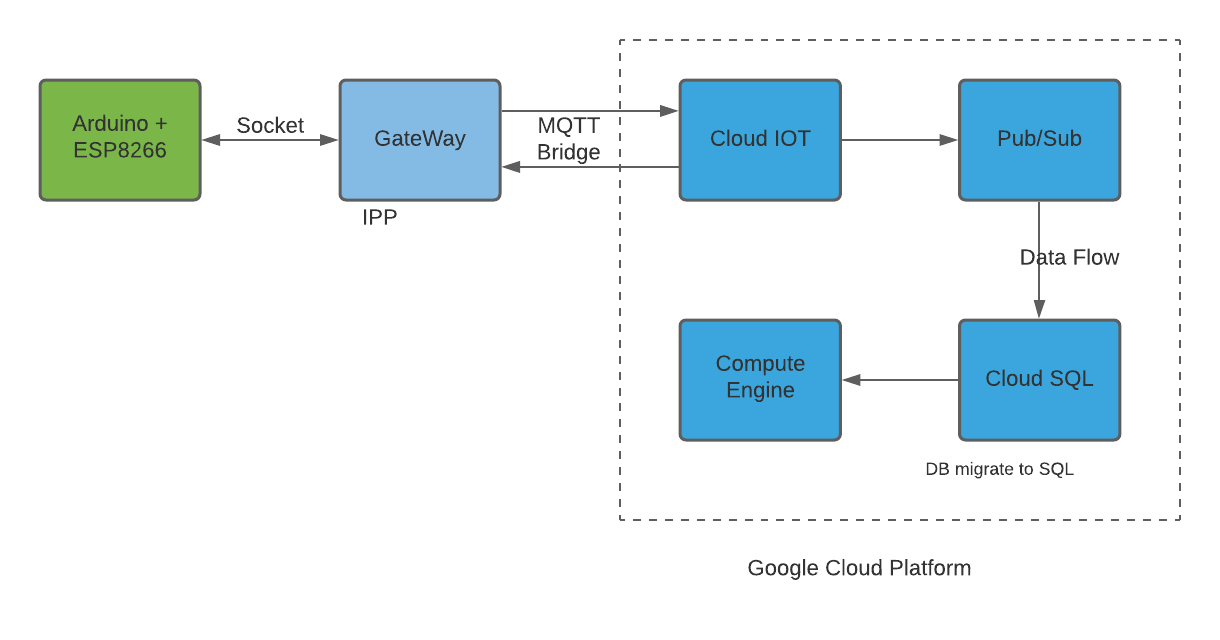 Arduino +
ESP8266
Socket
GateWay
IPP
MQTT
Bridge
Cloud IOT
Pub/Sub
Data Flow
Compute
Engine
Cloud SQL
DB migrate to SQL
Google Cloud Platform